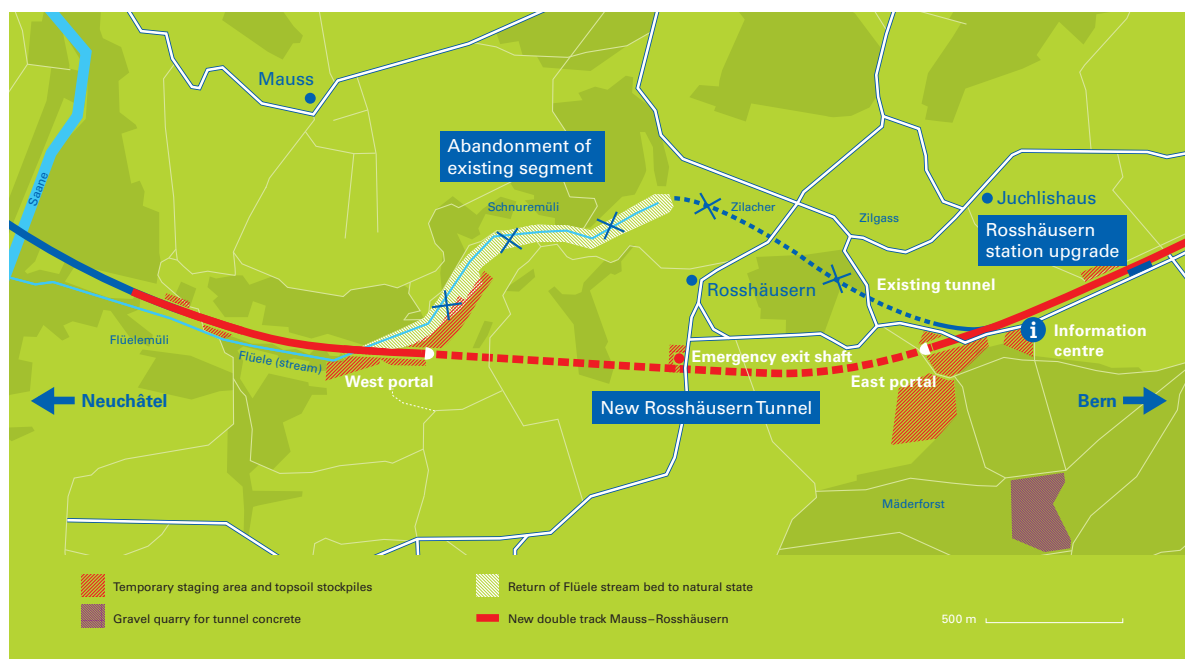 Mauss
Saane
Abandonment of
existing segment
Schnuremüli
Zilacher
Zilgass
Juchlishaus
Rosshäusern
station upgrade
Rosshäusern
Existing tunnel
Flüelemüli
Flüele (stream)
West portal
Emergency exit shaft
East portal
i
Information
centre
Neuchâtel
New Rosshäusern Tunnel
Bern
Mäderforst
Temporary staging area and topsoil stockpiles
Return of Flüele stream bed to natural state
Gravel quarry for tunnel concrete
New double track Mauss–Rosshäusern
500 m